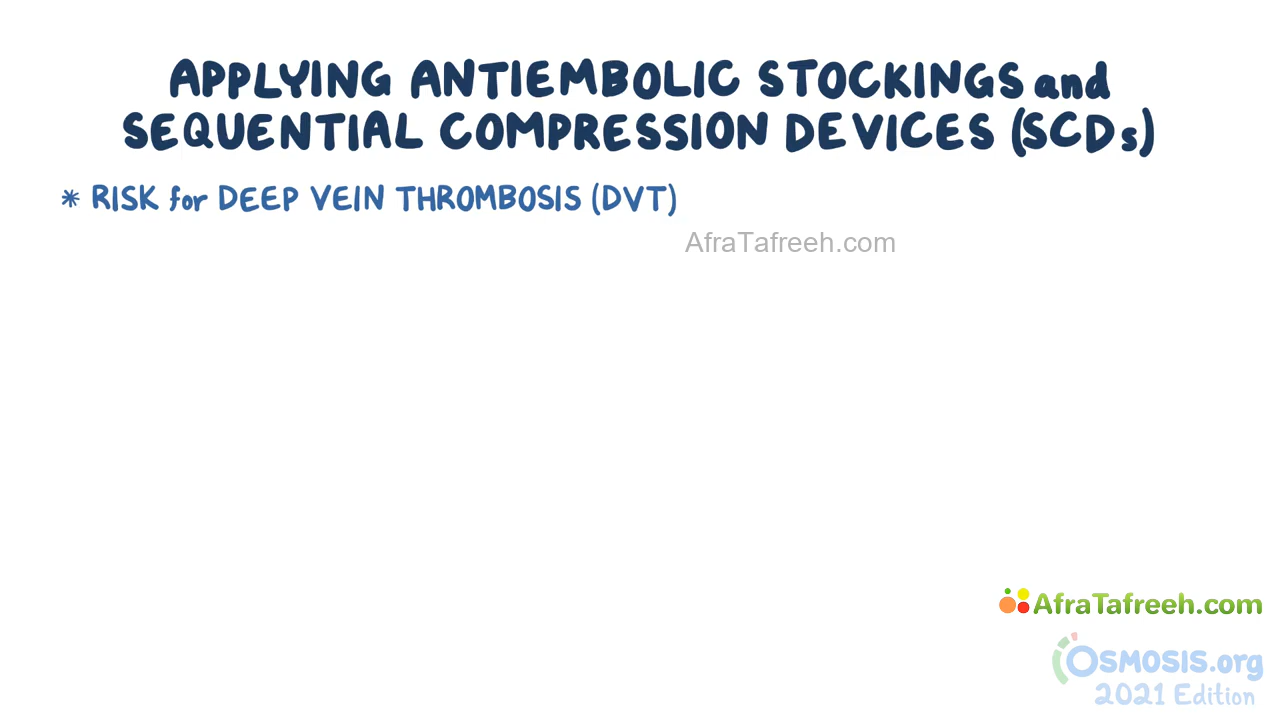 APPLYING ANTIEMBOLIC STOCKINGS and
SEQUENTIAL COMPRESSION DEVICES (SCDs)
* RISK for DEEP VEIN THROMBOSIS (DVT)
AfraTafreeh.com
AfraTafreeh.com
OSMOSIS.org
2021 Edition